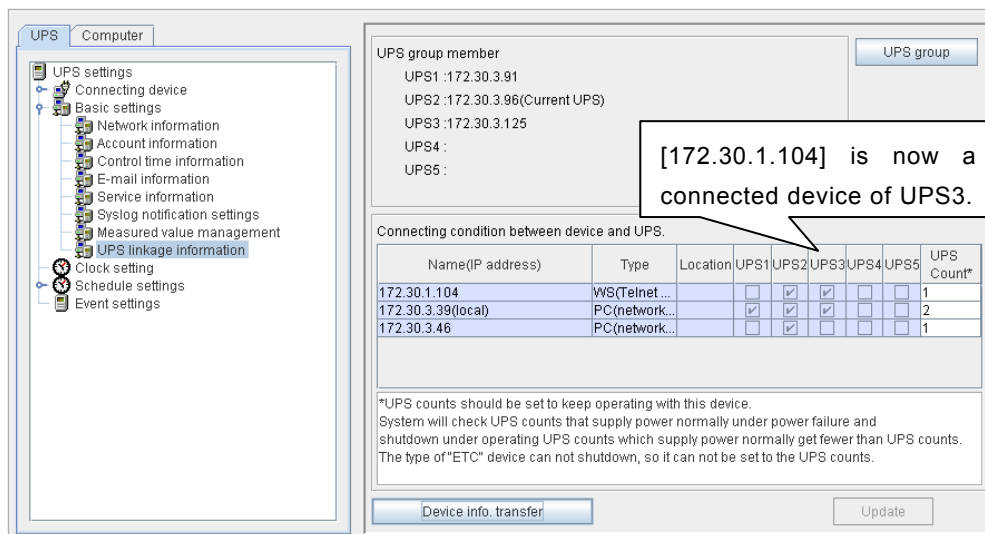 UPS Computer
UPS settings
Connecting device
Basic settings
Network information
Account information
Control time information
E-mail information
Service information
Syslog notification settings
Measured value management
UPS linkage information
Clock setting
Schedule settings
Event settings
UPS group member
UPS group
UPS1 :172.30.3.91
UPS2 :172.30.3.96(Current UPS)
UPS3 :172.30.3.125
UPS4 :
UPS5 :
[172.30.1.104] is now a
connected device of UPS3.
Connecting condition between device and UPS.
Name(IP address) Type Location UPS1 UPS2 UPS3 UPS4 UPS5 UPS Count*
172.30.1.104 WS(Telnet ... 1
172.30.3.39(local) PC(network... 2
172.30.3.46 PC(network... 1
*UPS counts should be set to keep operating with this device.
System will check UPS counts that supply power normally under power failure and
shutdown under operating UPS counts which supply power normally get fewer than UPS counts.
The type of "ETC" device can not shutdown, so it can not be set to the UPS counts.
Device info. transfer Update